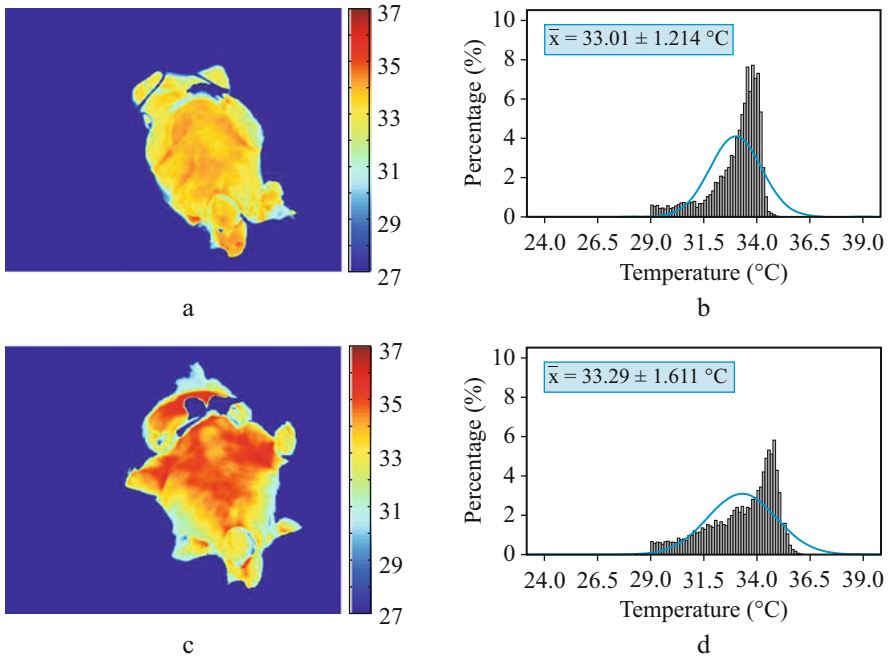 37
35
33
31
29
27
a
10
8
6
4
2
0
Percentage (%)
x̅ = 33.01 ± 1.214 °C
24.0 26.5 29.0 31.5 34.0 36.5 39.0
Temperature (°C)
b
37
35
33
31
29
27
c
10
8
6
4
2
0
Percentage (%)
x̅ = 33.29 ± 1.611 °C
24.0 26.5 29.0 31.5 34.0 36.5 39.0
Temperature (°C)
d